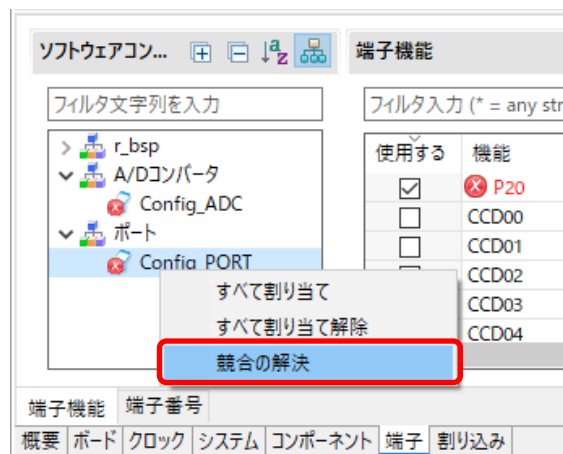 ソフトウェアコン...
端子機能
フィルタ文字列を入力
フィルタ入力 (* = any str
r_bsp
A/Dコンバータ
Config_ADC
ポート
Config_PORT
使用する 機能
P20
CCD00
CCD01
CCD02
CCD03
CCD04
すべて割り当て
すべて割り当て解除
競合の解決
端子機能 端子番号
概要 ボード クロック システム コンポーネント 端子 割り込み